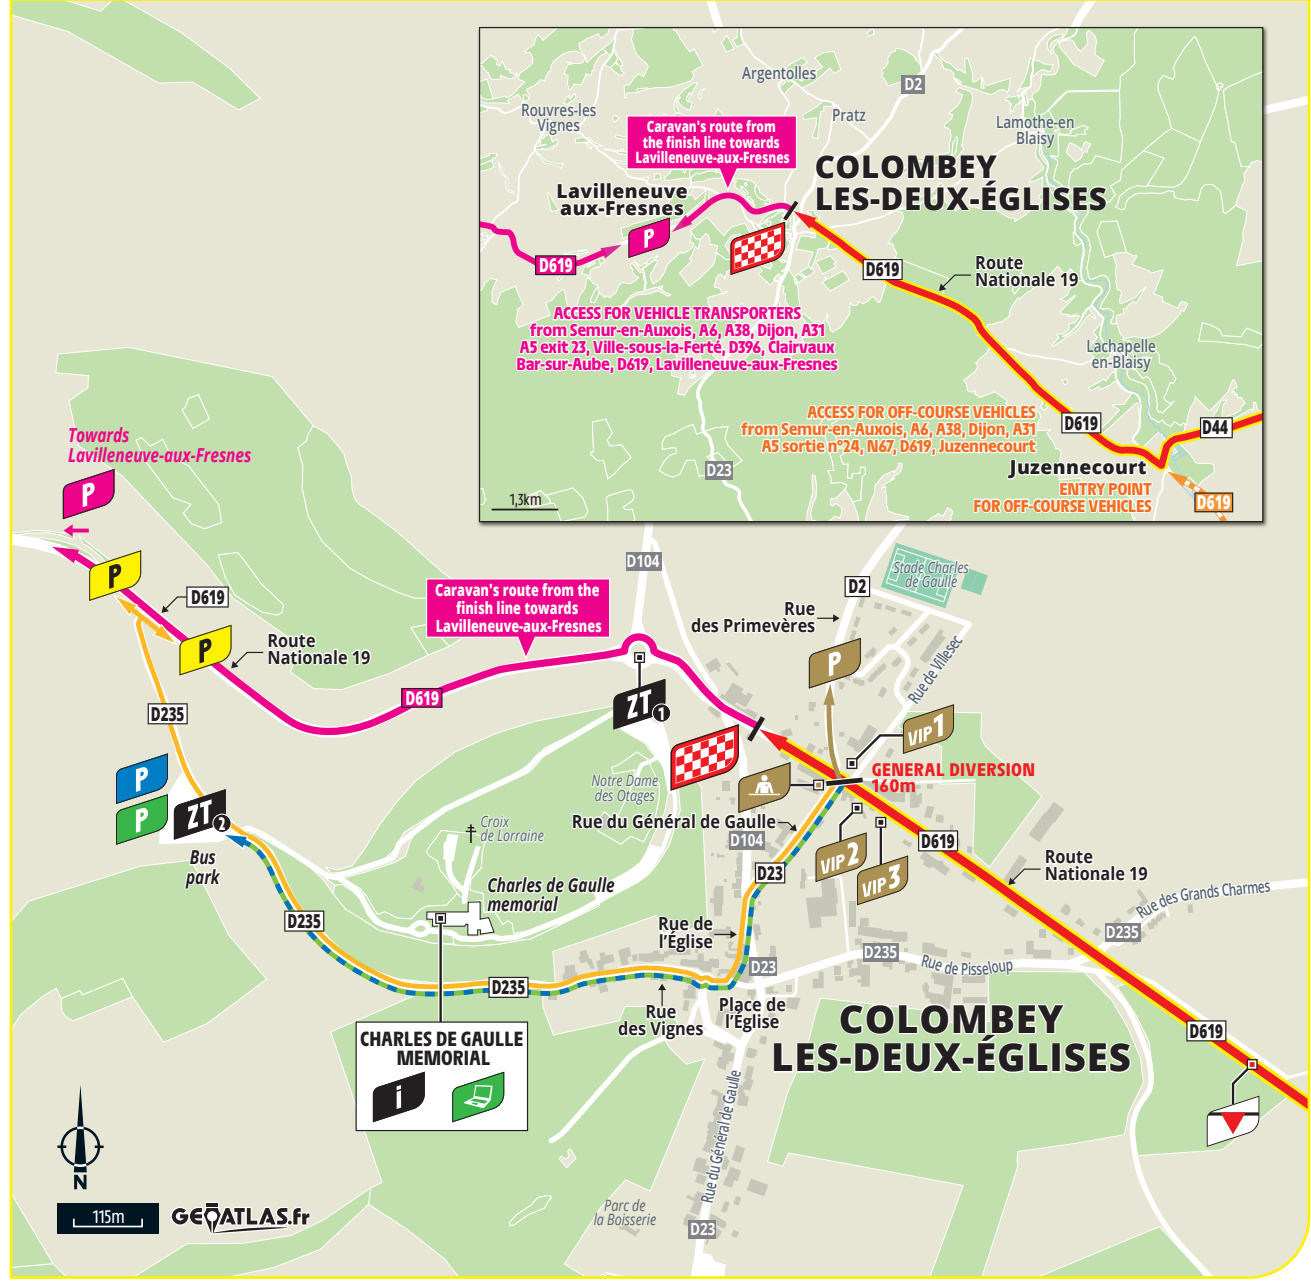 Argentolles
D2
Rouvres-les
Vignes
Pratz
Lamothe-en
Blaisy
Caravan's route from
the finish line towards
Lavilleneuve-aux-Fresnes
COLOMBEY
LES-DEUX-ÉGLISES
Lavilleneuve
aux-Fresnes
P
D619
D619
Route
Nationale 19
ACCESS FOR VEHICLE TRANSPORTERS
from Semur-en-Auxois, A6, A38, Dijon, A31
A5 exit 23, Ville-sous-la-Ferté, D396, Clairvaux
Bar-sur-Aube, D619, Lavilleneuve-aux-Fresnes
Lachapelle
en-Blaisy
ACCESS FOR OFF-COURSE VEHICLES
from Semur-en-Auxois, A6, A38, Dijon, A31
A5 sortie n°24, N67, D619, Juzennecourt
D619
D44
Juzennecourt
D23
ENTRY POINT
FOR OFF-COURSE VEHICLES
D619
1,3km
Towards
Lavilleneuve-aux-Fresnes
P
P
D619
P
Route
Nationale 19
D235
Caravan's route from the
finish line towards
Lavilleneuve-aux-Fresnes
D104
D619
ZT 1
D2
Stade Charles
de Gaulle
Rue
des Primevères
P
Rue de Villesec
VIP 1
GENERAL DIVERSION
160m
Notre Dame
des Otages
Rue du Général de Gaulle
D104
D23
VIP 2
VIP 3
D619
Route
Nationale 19
P
P
ZT 2
Bus
park
Croix
de Lorraine
Charles de Gaulle
memorial
D235
D235
Rue de
l'Église
D23
D235
Rue de Pisseloup
Rue des Grands Charmes
D235
Rue
des Vignes
Place de
l'Église
COLOMBEY
LES-DEUX-ÉGLISES
D619
CHARLES DE GAULLE
MEMORIAL
i
Rue du Général de Gaulle
Parc de
la Boisserie
D23
N
115m
GEOATLAS.fr